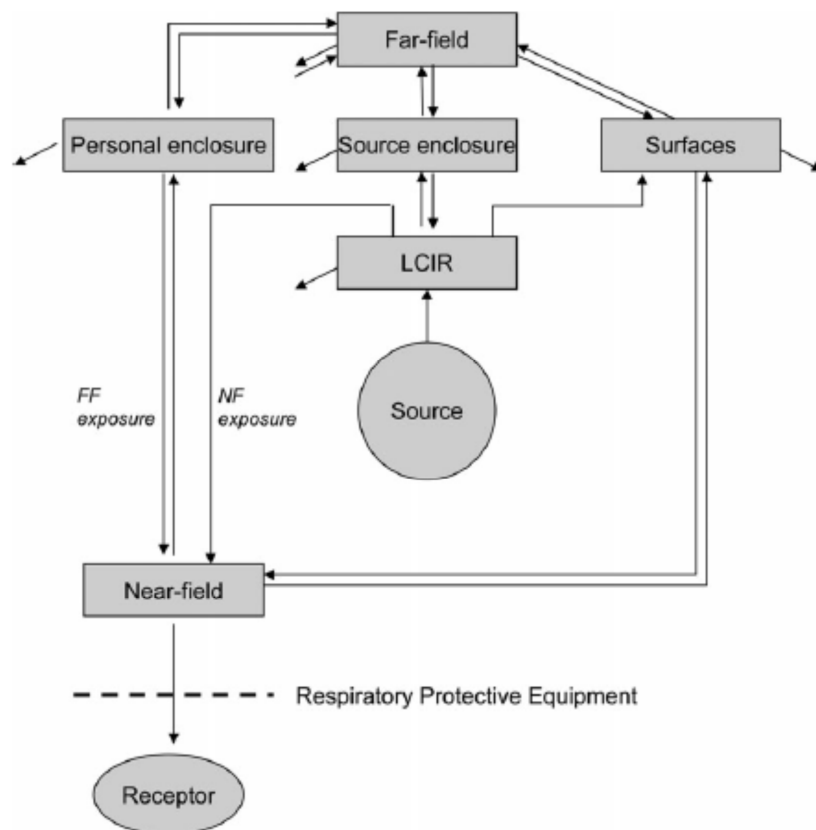 Far-field
Personal enclosure
Source enclosure
Surfaces
LCIR
FF
exposure
NF
exposure
Source
Near-field
Respiratory Protective Equipment
Receptor